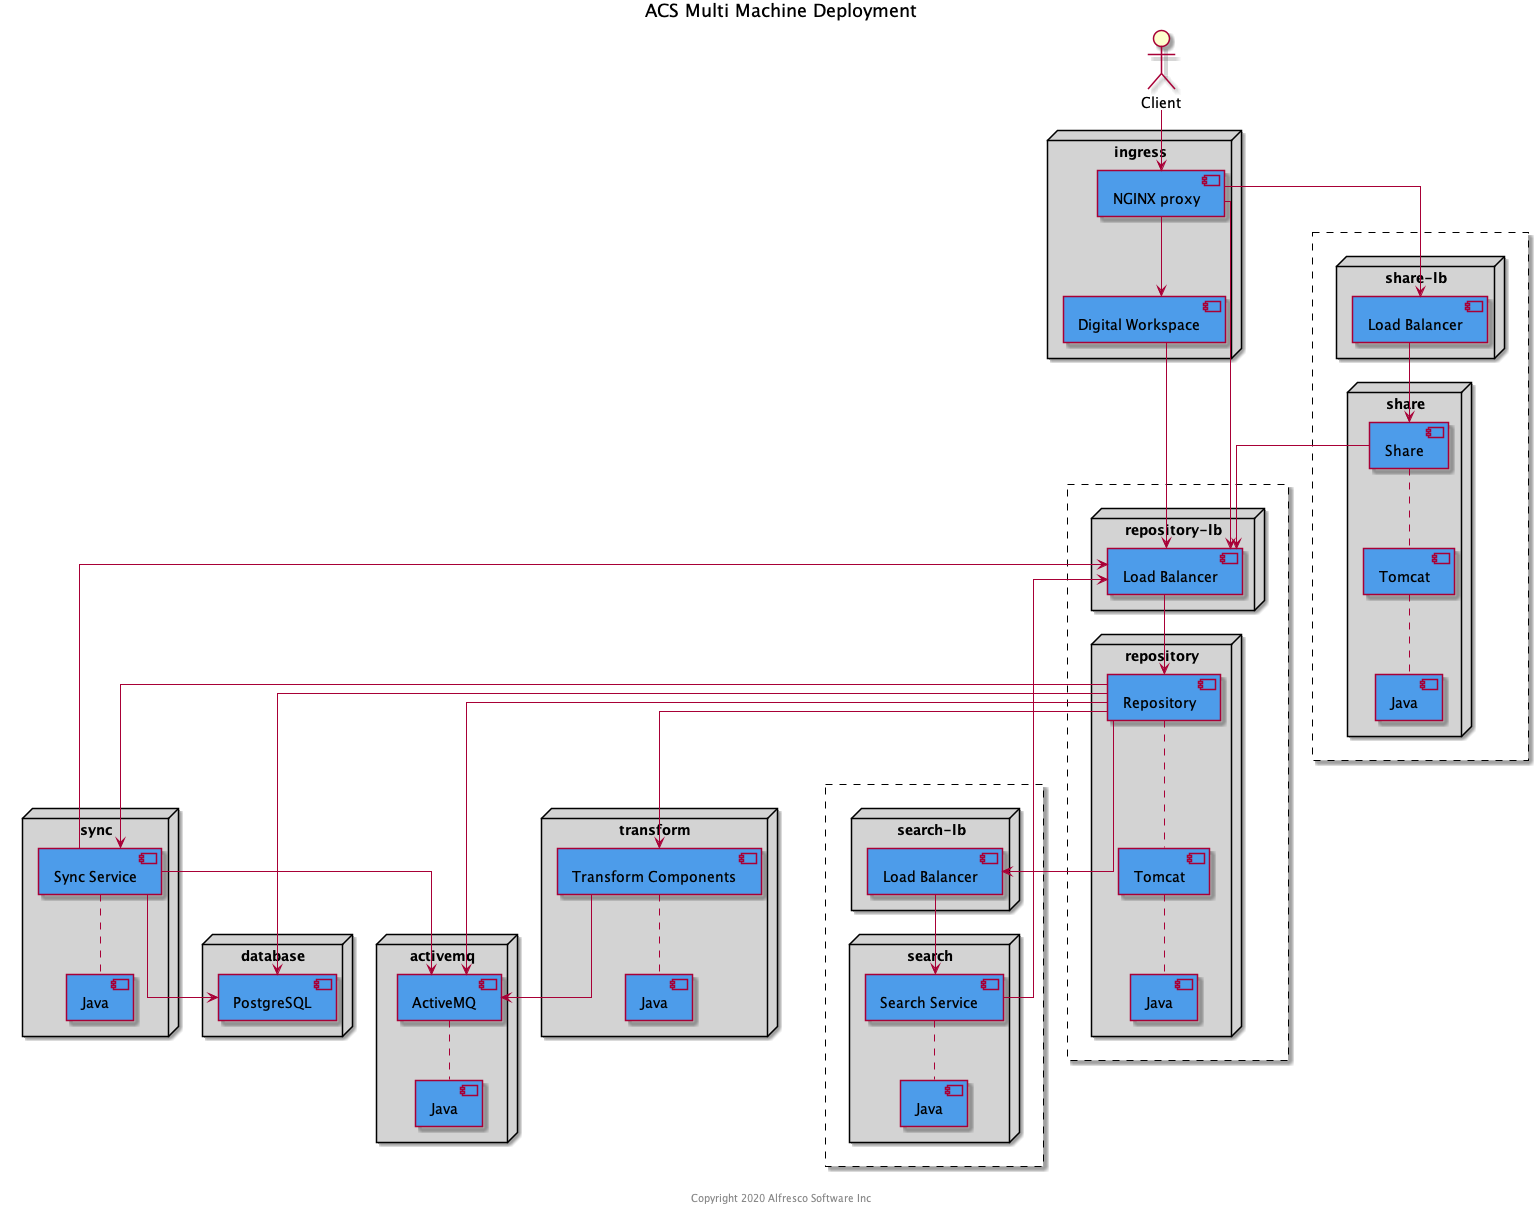 ACS Multi Machine Deployment
Client
ingress
NGINX proxy
Digital Workspace
share-lb
Load Balancer
share
Share
Tomcat
Java
repository-lb
Load Balancer
repository
Repository
Tomcat
Java
sync
Sync Service
Java
database
PostgreSQL
activemq
ActiveMQ
Java
transform
Transform Components
Java
search-lb
Load Balancer
search
Search Service
Java
Copyright 2020 Alfresco Software Inc